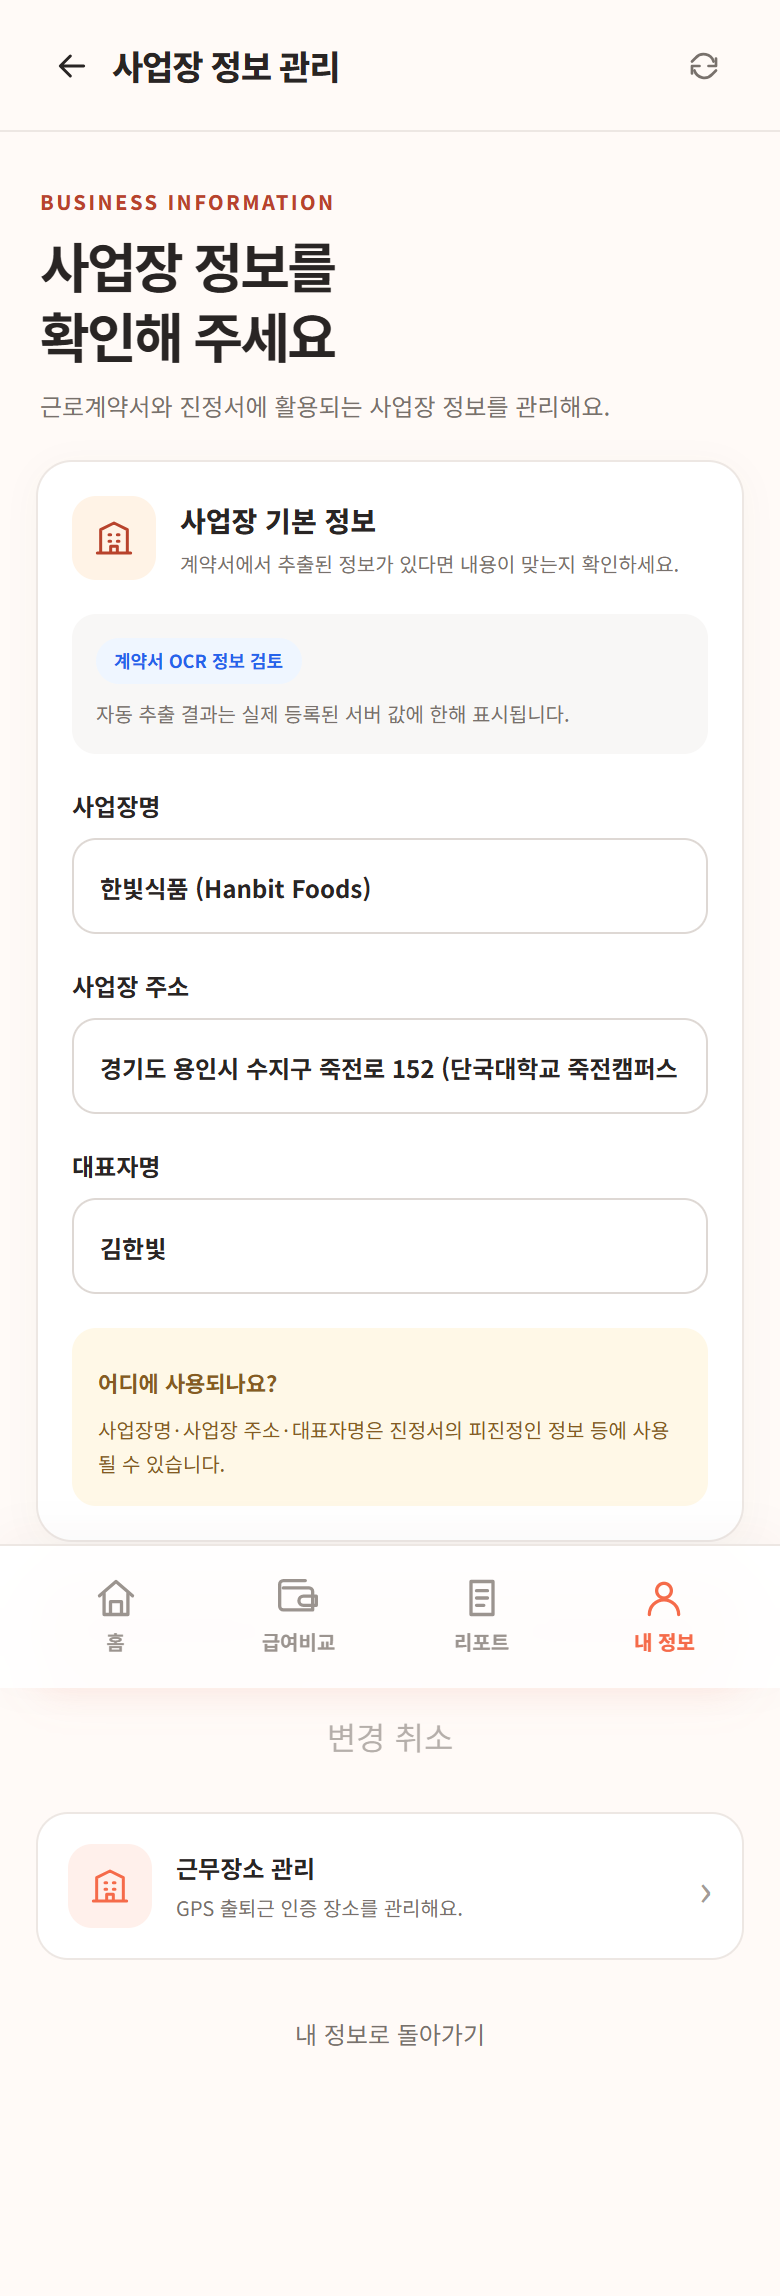 사업장 정보 관리
BUSINESS INFORMATION
사업장 정보를
확인해 주세요
근로계약서와 진정서에 활용되는 사업장 정보를 관리해요.
사업장 기본 정보
계약서에서 추출된 정보가 있다면 내용이 맞는지 확인하세요.
계약서 OCR 정보 검토
자동 추출 결과는 실제 등록된 서버 값에 한해 표시됩니다.
사업장명
한빛식품 (Hanbit Foods)
사업장 주소
경기도 용인시 수지구 죽전로 152 (단국대학교 죽전캠퍼스
대표자명
김한빛
어디에 사용되나요?
사업장명·사업장 주소·대표자명은 진정서의 피진정인 정보 등에 사용
될 수 있습니다.
홈
급여비교
리포트
내 정보
변경 취소
근무장소 관리
GPS 출퇴근 인증 장소를 관리해요.
내 정보로 돌아가기